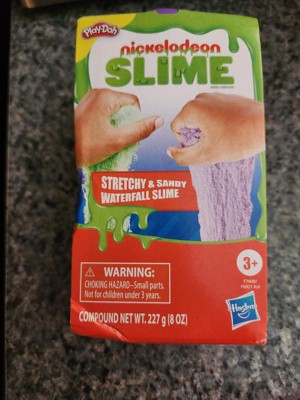 Play-Doh
nickelodeon
SLIME
STRETCHY & SANDY
WATERFALL SLIME
3+
WARNING:
CHOKING HAZARD—Small parts.
Not for children under 3 years.
Hasbro
COMPOUND NET WT. 227 g (8 OZ)